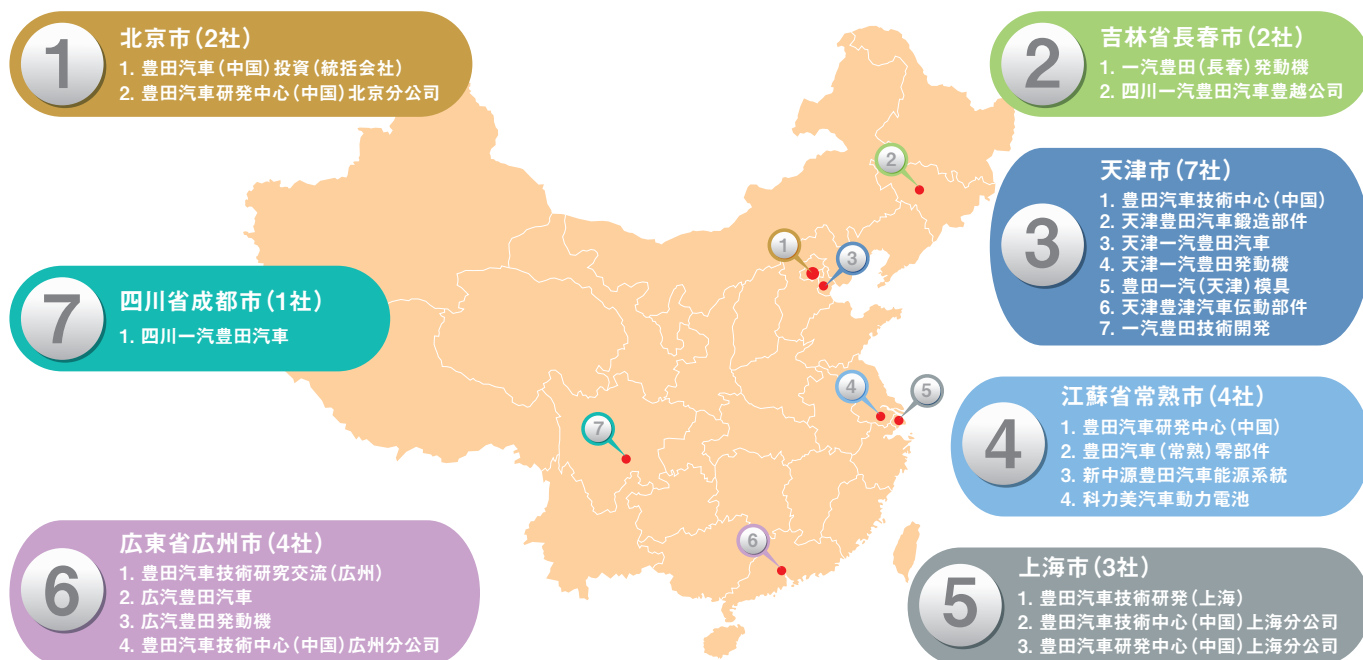 1
北京市(2社)
1. 豊田汽車(中国)投資(統括会社)
2. 豊田汽車研発中心(中国)北京分公司
2
吉林省長春市(2社)
1. 一汽豊田(長春)発動機
2. 四川一汽豊田汽車豊越公司
3
天津市(7社)
1. 豊田汽車技術中心(中国)
2. 天津豊田汽車鍛造部件
3. 天津一汽豊田汽車
4. 天津一汽豊田発動機
5. 豊田一汽(天津)模具
6. 天津豊津汽車伝動部件
7. 一汽豊田技術開発
4
江蘇省常熟市(4社)
1. 豊田汽車研発中心(中国)
2. 豊田汽車(常熟)零部件
3. 新中源豊田汽車能源系統
4. 科力美汽車動力電池
5
上海市(3社)
1. 豊田汽車技術研発(上海)
2. 豊田汽車技術中心(中国)上海分公司
3. 豊田汽車研発中心(中国)上海分公司
6
広東省広州市(4社)
1. 豊田汽車技術研究交流(広州)
2. 広汽豊田汽車
3. 広汽豊田発動機
4. 豊田汽車技術中心(中国)広州分公司
7
四川省成都市(1社)
1. 四川一汽豊田汽車
2
1
3
4
5
7
6